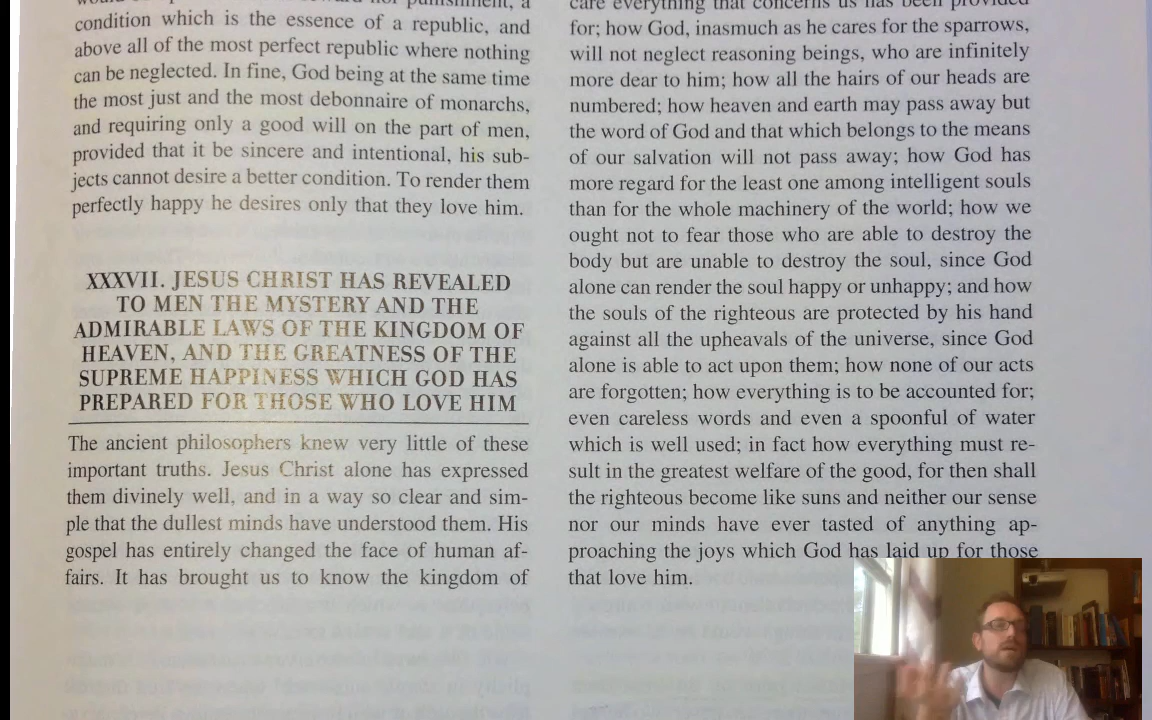 would be
punishment, a
condition which is the essence of a republic, and
above all of the most perfect republic where nothing
can be neglected. In fine, God being at the same time
the most just and the most debonnaire of monarchs,
and requiring only a good will on the part of men,
provided that it be sincere and intentional, his sub-
jects cannot desire a better condition. To render them
perfectly happy he desires only that they love him.
XXXVII. JESUS CHRIST HAS REVEALED
TO MEN THE MYSTERY AND THE
ADMIRABLE LAWS OF THE KINGDOM OF
HEAVEN, AND THE GREATNESS OF THE
SUPREME HAPPINESS WHICH GOD HAS
PREPARED FOR THOSE WHO LOVE HIM
The ancient philosophers knew very little of these
important truths. Jesus Christ alone has expressed
them divinely well, and in a way so clear and sim-
ple that the dullest minds have understood them. His
gospel has entirely changed the face of human af-
fairs. It has brought us to know the kingdom of
care everything that concerns us has been provided
for; how God, inasmuch as he cares for the sparrows,
will not neglect reasoning beings, who are infinitely
more dear to him; how all the hairs of our heads are
numbered; how heaven and earth may pass away but
the word of God and that which belongs to the means
of our salvation will not pass away; how God has
more regard for the least one among intelligent souls
than for the whole machinery of the world; how we
ought not to fear those who are able to destroy the
body but are unable to destroy the soul, since God
alone can render the soul happy or unhappy; and how
the souls of the righteous are protected by his hand
against all the upheavals of the universe, since God
alone is able to act upon them; how none of our acts
are forgotten; how everything is to be accounted for;
even careless words and even a spoonful of water
which is well used; in fact how everything must re-
sult in the greatest welfare of the good, for then shall
the righteous become like suns and neither our sense
nor our minds have ever tasted of anything ap-
proaching the joys which God has laid up for those
that love him.